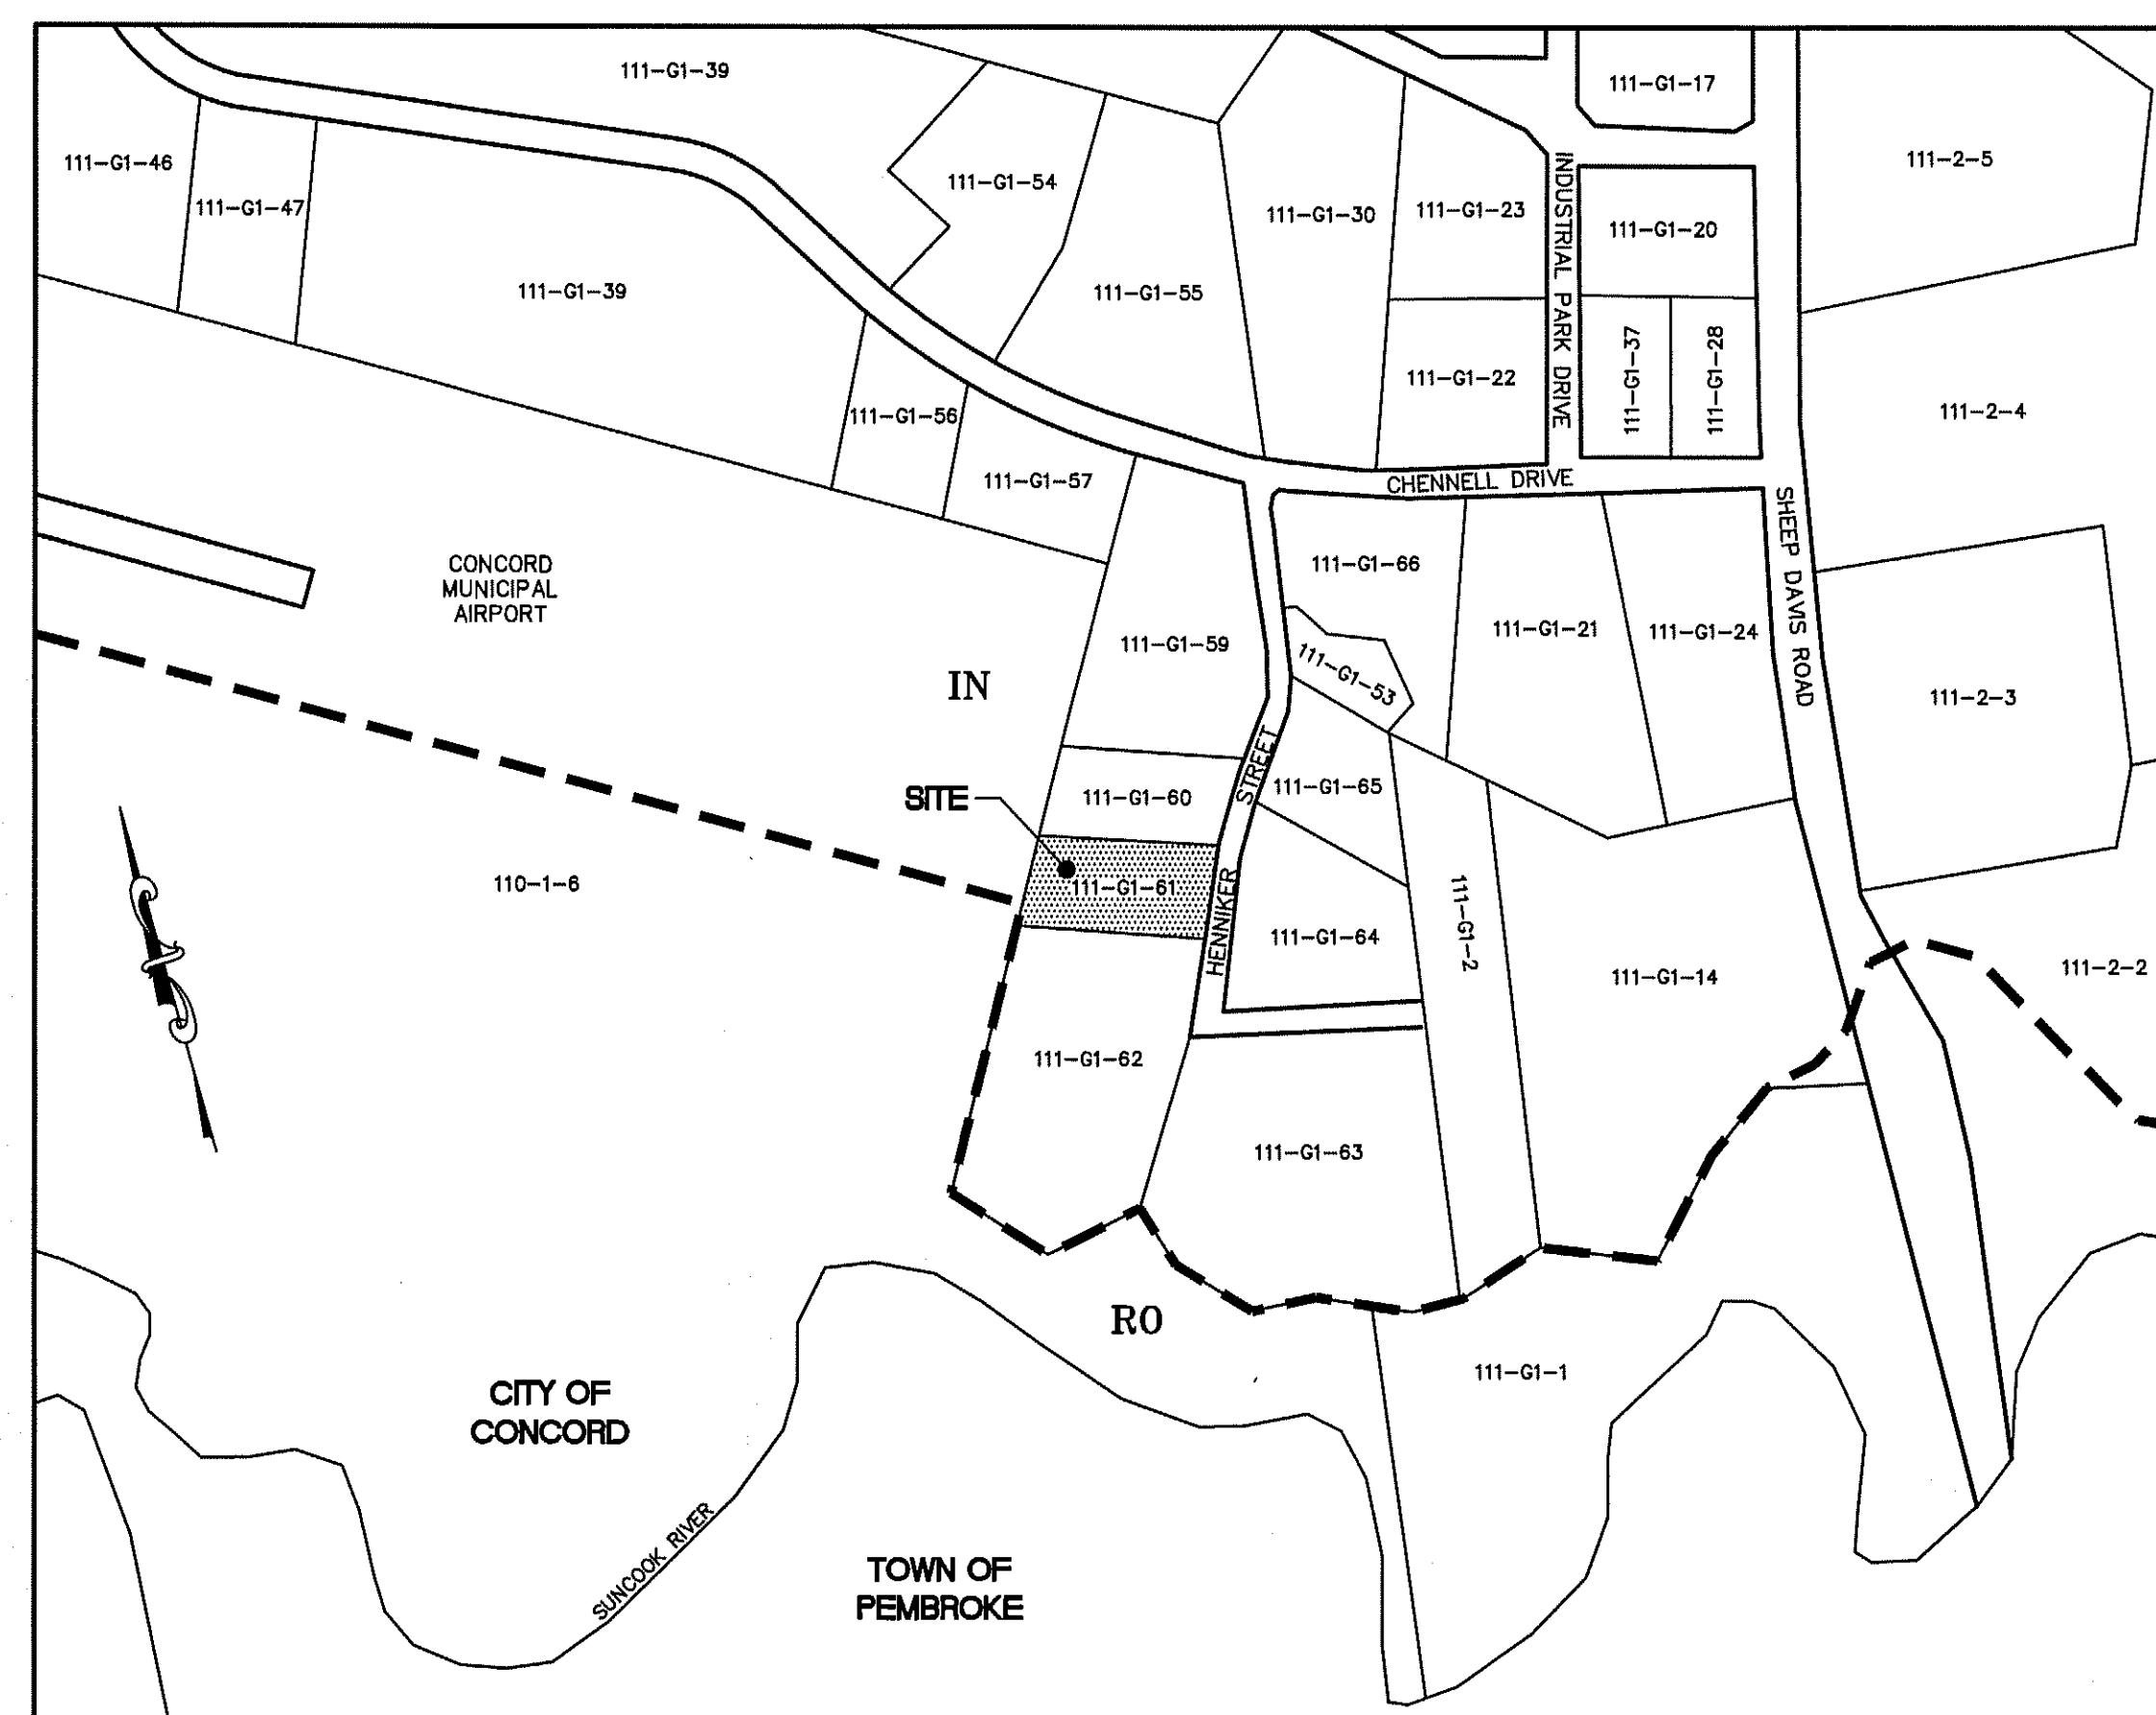 111-G1-39
111-G1-17
111-G1-46
111-G1-47
111-G1-54
111-G1-30
111-G1-23
INDUSTRIAL PARK DRIVE
111-G1-20
111-2-5
111-G1-39
111-G1-55
111-G1-22
111-G1-37
111-G1-28
111-2-4
111-G1-56
111-G1-57
CHENNELL DRIVE
SHEEP DAVIS ROAD
CONCORD
MUNICIPAL
AIRPORT
111-G1-66
111-G1-59
111-G1-53
111-G1-21
111-G1-24
111-2-3
IN
SITE
111-G1-60
HENNIKER STREET
111-G1-65
110-1-6
111-G1-61
111-G1-64
111-G1-2
111-G1-14
111-2-2
111-G1-62
111-G1-63
RO
111-G1-1
CITY OF
CONCORD
SUNCOOK RIVER
TOWN OF
PEMBROKE